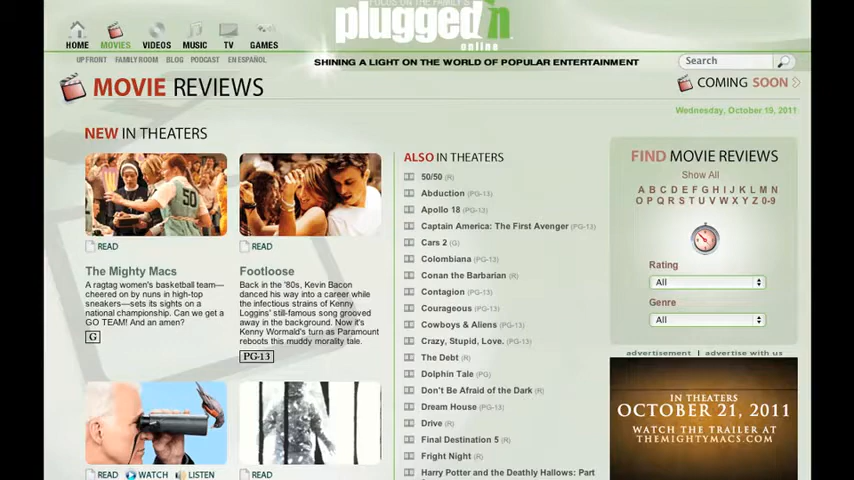 FOCUS ON THE FAMILY'S
pluggedin
online
HOME MOVIES VIDEOS MUSIC TV GAMES
UPFRONT FAMILY ROOM BLOG PODCAST EN ESPAÑOL
SHINING A LIGHT ON THE WORLD OF POPULAR ENTERTAINMENT
Search
MOVIE REVIEWS
COMING SOON
Wednesday, October 19, 2011
NEW IN THEATERS
50
READ
The Mighty Macs
A ragtag women's basketball team—
cheered on by nuns in high-top
sneakers—sets its sights on a
national championship. Can we get a
GO TEAM! And an amen?
G
READ
Footloose
Back in the '80s, Kevin Bacon
danced his way into a career while
the infectious strains of Kenny
Loggins' still-famous song grooved
away in the background. Now it's
Kenny Wormald's turn as Paramount
reboots this muddy morality tale.
PG-13
READ WATCH LISTEN
READ
ALSO IN THEATERS
50/50 (R)
Abduction (PG-13)
Apollo 18 (PG-13)
Captain America: The First Avenger (PG-13)
Cars 2 (G)
Colombiana (PG-13)
Conan the Barbarian (R)
Contagion (PG-13)
Courageous (PG-13)
Cowboys & Aliens (PG-13)
Crazy, Stupid, Love. (PG-13)
The Debt (R)
Dolphin Tale (PG)
Don't Be Afraid of the Dark (R)
Dream House (PG-13)
Drive (R)
Final Destination 5 (R)
Fright Night (R)
Harry Potter and the Deathly Hallows: Part
FIND MOVIE REVIEWS
Show All
A B C D E F G H I J K L M N
O P Q R S T U V W X Y Z 0-9
Rating
All
Genre
All
advertisement | advertise with us
IN THEATERS
OCTOBER 21, 2011
WATCH THE TRAILER AT
THEMIGHTYMACS.COM